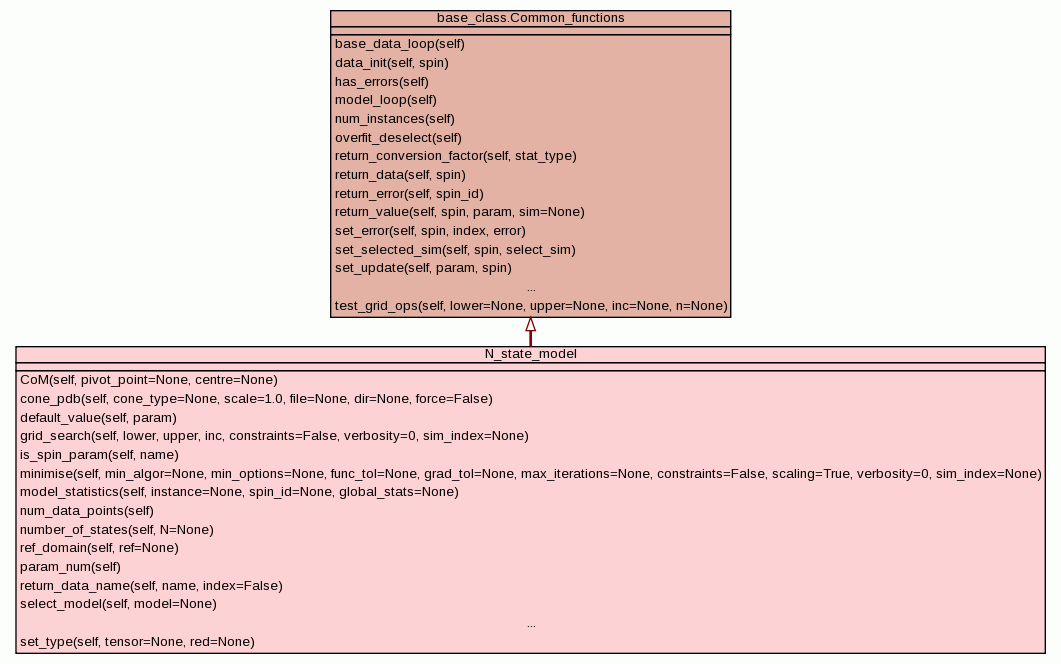 base_class.Common_functions
base_data_loop(self)
data_init(self, spin)
has_errors(self)
model_loop(self)
num_instances(self)
overfit_deselect(self)
return_conversion_factor(self, stat_type)
return_data(self, spin)
return_error(self, spin_id)
return_value(self, spin, param, sim=None)
set_error(self, spin, index, error)
set_selected_sim(self, spin, select_sim)
set_update(self, param, spin)
...
test_grid_ops(self, lower=None, upper=None, inc=None, n=None)
N_state_model
CoM(self, pivot_point=None, centre=None)
cone_pdb(self, cone_type=None, scale=1.0, file=None, dir=None, force=False)
default_value(self, param)
grid_search(self, lower, upper, inc, constraints=False, verbosity=0, sim_index=None)
is_spin_param(self, name)
minimise(self, min_algor=None, min_options=None, func_tol=None, grad_tol=None, max_iterations=None, constraints=False, scaling=True, verbosity=0, sim_index=None)
model_statistics(self, instance=None, spin_id=None, global_stats=None)
num_data_points(self)
number_of_states(self, N=None)
ref_domain(self, ref=None)
param_num(self)
return_data_name(self, name, index=False)
select_model(self, model=None)
...
set_type(self, tensor=None, red=None)